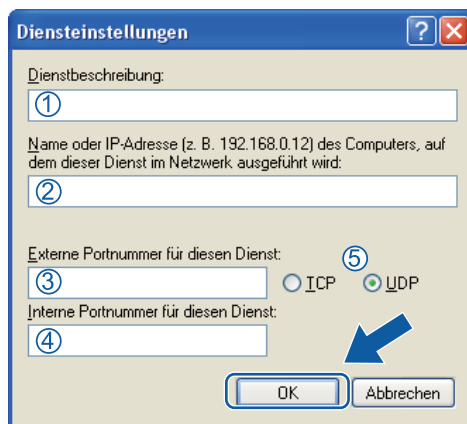 Diensteinstellungen
Dienstbeschreibung:
①
Name oder IP-Adresse (z. B. 192.168.0.12) des Computers, auf
dem dieser Dienst im Netzwerk ausgeführt wird:
②
Externe Portnummer für diesen Dienst:
⑤
③
TCP
UDP
Interne Portnummer für diesen Dienst:
④
OK
Abbrechen